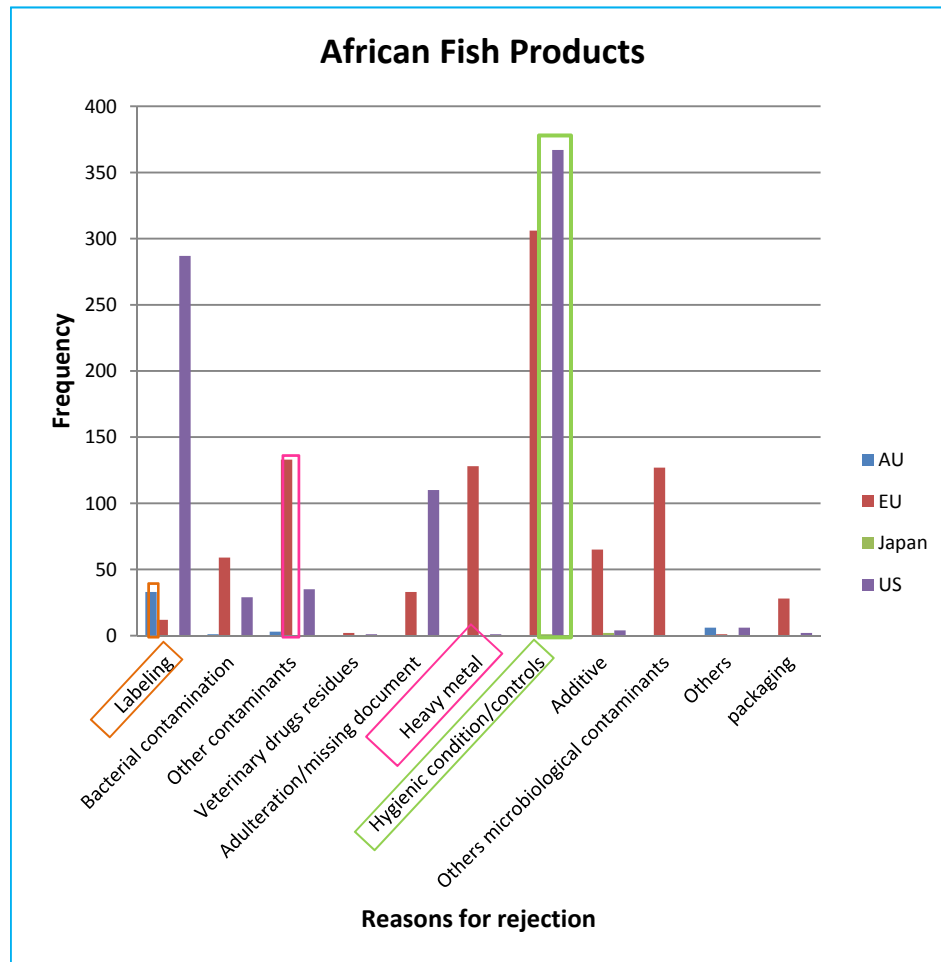 African Fish Products
400
350
300
250
200
150
100
50
0
Frequency
Labeling
Bacterial contamination
Other contaminants
Veterinary drugs residues
Adulteration/missing document
Heavy metal
Hygienic condition/controls
Additive
Others microbiological contaminants
Others
packaging
Reasons for rejection
AU
EU
Japan
US